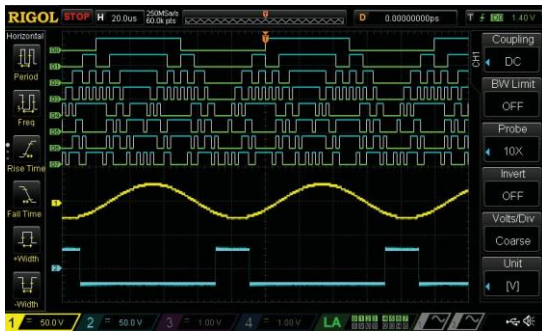 RIGOL STOP H 20.0us 250MSa/s 60.0k pts D 0.00000000ps T D0 1.40 V
Horizontal
Period
Freq
Rise Time
Fall Time
+Width
-Width
D0
D1
D2
D3
D4
D5
D6
D7
1
2
CH1
Coupling
DC
BW Limit
OFF
Probe
10X
Invert
OFF
Volts/Div
Coarse
Unit
[V]
1 = 50.0 V 2 = 50.0 V 3 = 1.00 V 4 = 1.00 V LA